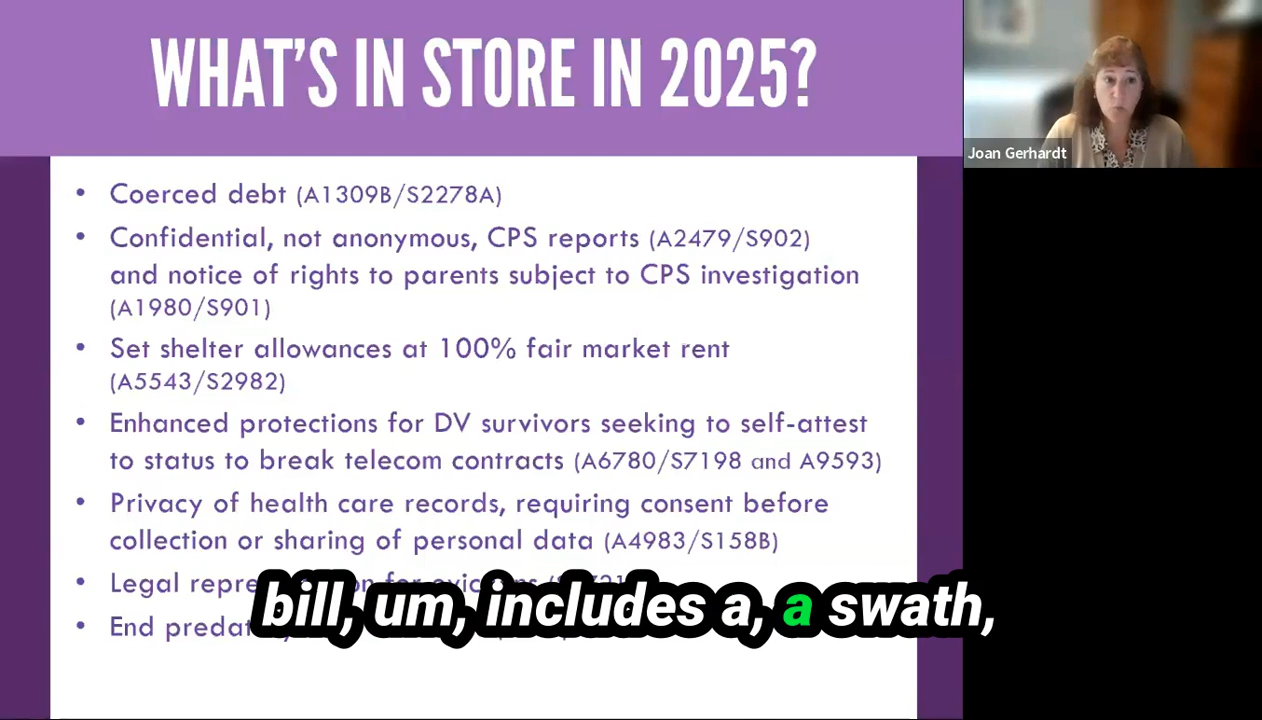 WHAT'S IN STORE IN 2025?
Joan Gerhardt
• Coerced debt (A1309B/S2278A)
• Confidential, not anonymous, CPS reports (A2479/S902)
and notice of rights to parents subject to CPS investigation
(A1980/S901)
• Set shelter allowances at 100% fair market rent
(A5543/S2982)
• Enhanced protections for DV survivors seeking to self-attest
to status to break telecom contracts (A6780/S7198 and A9593)
• Privacy of health care records, requiring consent before
collection or sharing of personal data (A4983/S158B)
• Legal
• End
bill, um, includes a, a swath,